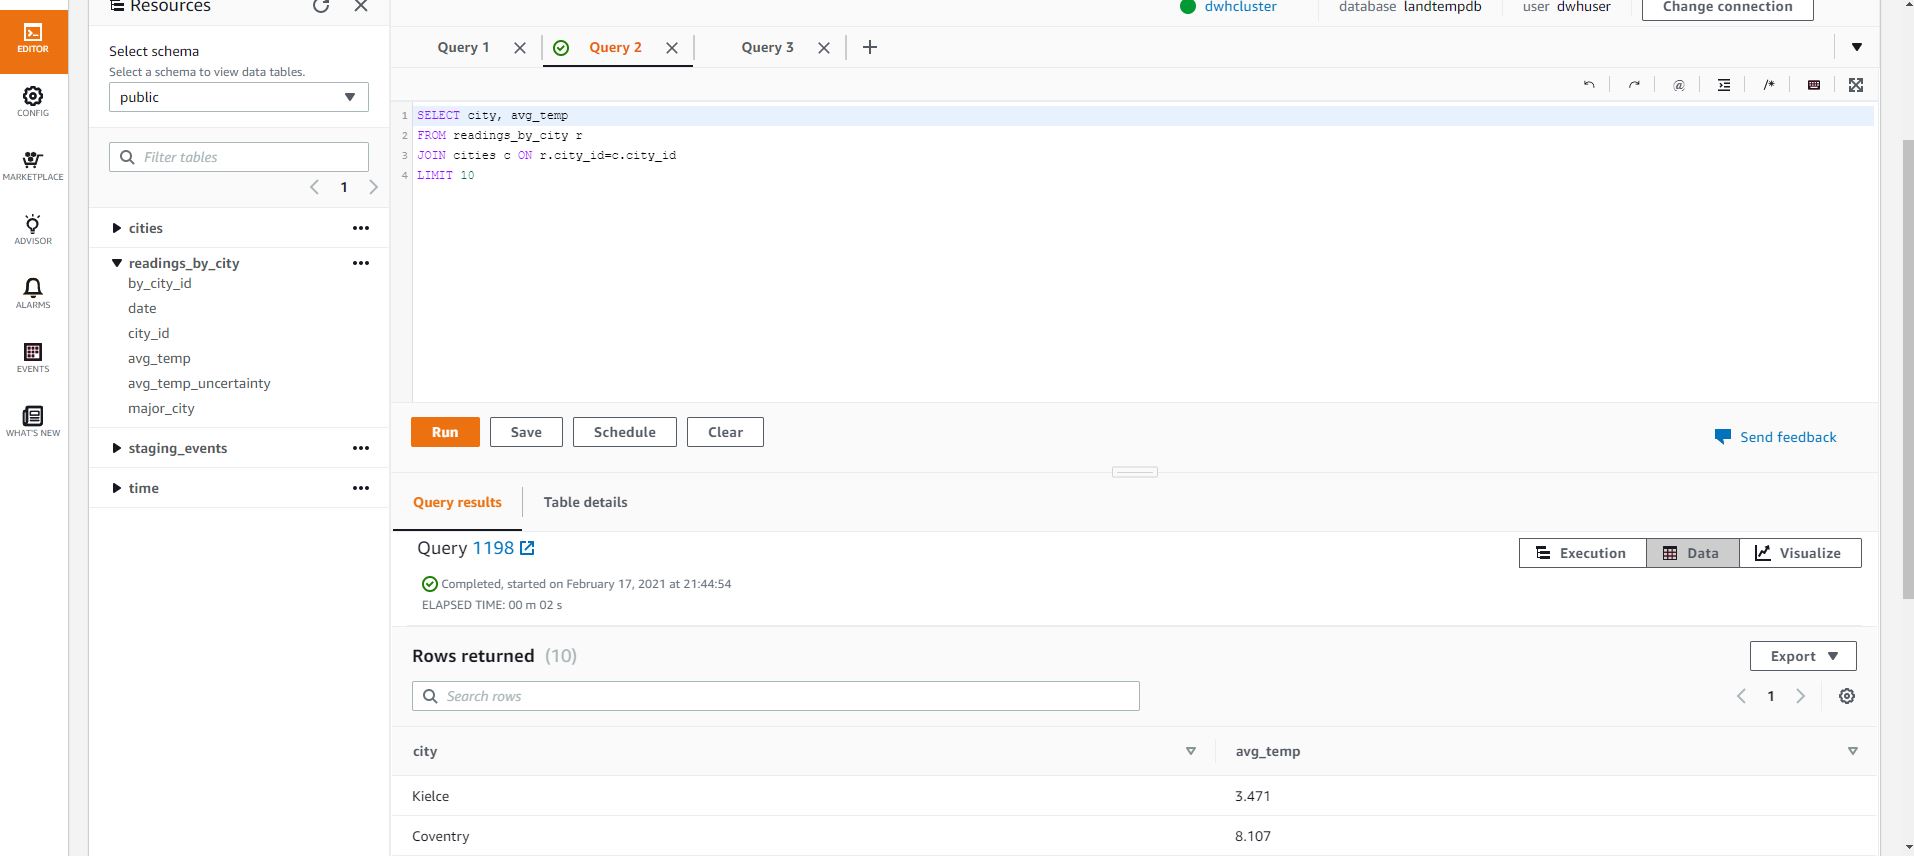 Resources
dwhcluster
database landtempdb
user dwhuser
Change connection
EDITOR
CONFIG
MARKETPLACE
ADVISOR
ALARMS
EVENTS
WHAT'S NEW
Select schema
Select a schema to view data tables.
public
Filter tables
1
cities
readings_by_city
by_city_id
date
city_id
avg_temp
avg_temp_uncertainty
major_city
staging_events
time
Query 1
Query 2
Query 3
@
/*
1 SELECT city, avg_temp
2 FROM readings_by_city r
3 JOIN cities c ON r.city_id=c.city_id
4 LIMIT 10
Run
Save
Schedule
Clear
Send feedback
Query results
Table details
Query 1198
Execution
Data
Visualize
Completed, started on February 17, 2021 at 21:44:54
ELAPSED TIME: 00 m 02 s
Rows returned (10)
Export
Search rows
1
city avg_temp
Kielce 3.471
Coventry 8.107